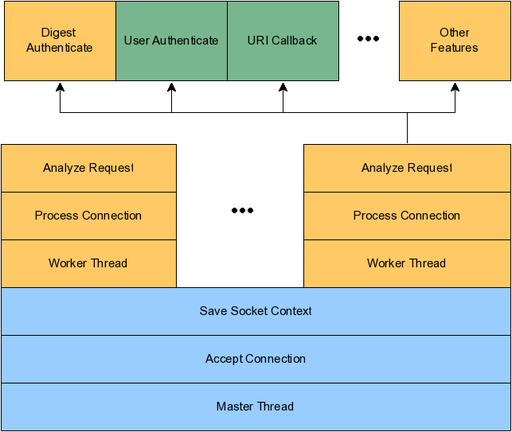 Digest
Authenticate
User Authenticate
URI Callback
•••
Other
Features
Analyze Request
Analyze Request
Process Connection
•••
Process Connection
Worker Thread
Worker Thread
Save Socket Context
Accept Connection
Master Thread